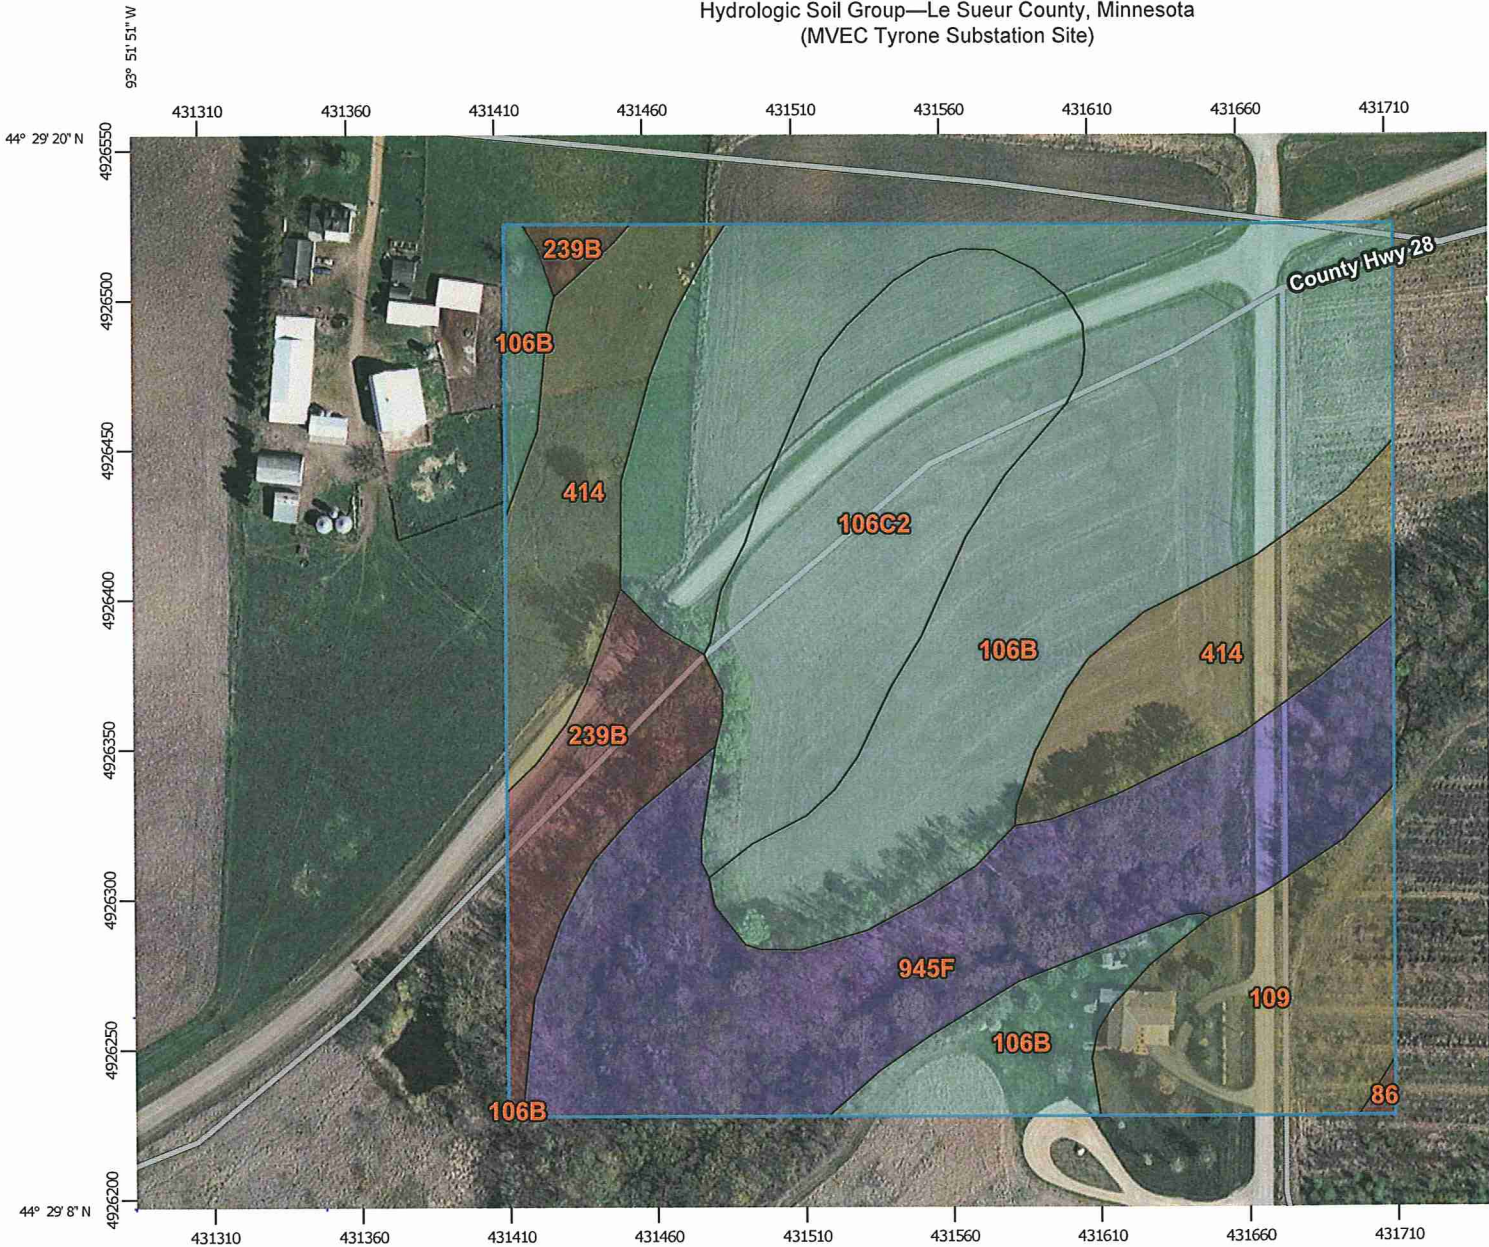 Hydrologic Soil Group—Le Sueur County, Minnesota
(MVEC Tyrone Substation Site)
93° 51' 51" W
431310 431360 431410 431460 431510 431560 431610 431660 431710
44° 29' 20" N
4926550
4926500
4926450
4926400
4926350
4926300
4926250
4926200
239B
County Hwy 28
106B
414
106C2
106B
414
239B
945F
109
106B
86
106B
44° 29' 8" N
431310 431360 431410 431460 431510 431560 431610 431660 431710